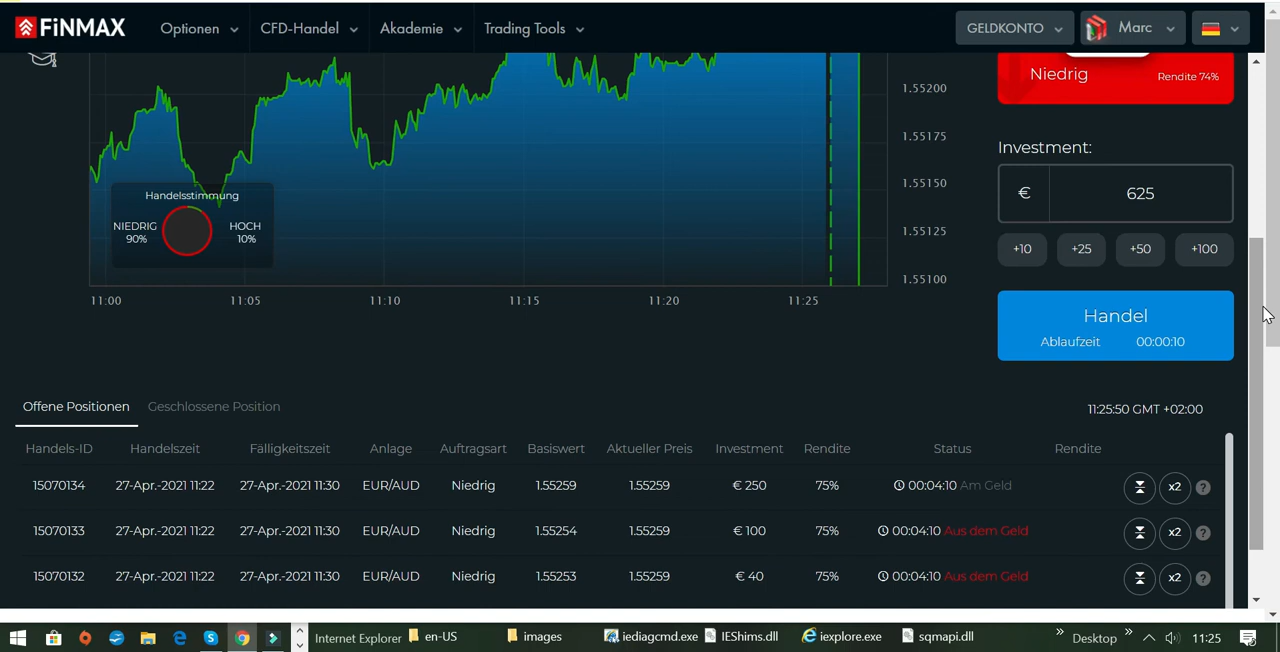 FiNMAX Optionen CFD-Handel Akademie Trading Tools GELDKONTO Marc
Niedrig Rendite 74%
1.55200
Investment:
1.55175
€ 625
1.55150
Handelsstimmung
NIEDRIG 90% HOCH 10%
1.55125
+10 +25 +50 +100
1.55100
11:00 11:05 11:10 11:15 11:20 11:25
Handel
Ablaufzeit 00:00:10
Offene Positionen Geschlossene Position 11:25:50 GMT +02:00
Handels-ID Handelszeit Fälligkeitszeit Anlage Auftragsart Basiswert Aktueller Preis Investment Rendite Status Rendite
15070134 27-Apr.-2021 11:22 27-Apr.-2021 11:30 EUR/AUD Niedrig 1.55259 1.55259 € 250 75% 00:04:10 Am Geld x2 ?
15070133 27-Apr.-2021 11:22 27-Apr.-2021 11:30 EUR/AUD Niedrig 1.55254 1.55259 € 100 75% 00:04:10 Aus dem Geld x2 ?
15070132 27-Apr.-2021 11:22 27-Apr.-2021 11:30 EUR/AUD Niedrig 1.55253 1.55259 € 40 75% 00:04:10 Aus dem Geld x2 ?
Internet Explorer en-US images iediagcmd.exe IEShims.dll iexplore.exe sqmapi.dll » Desktop » 11:25